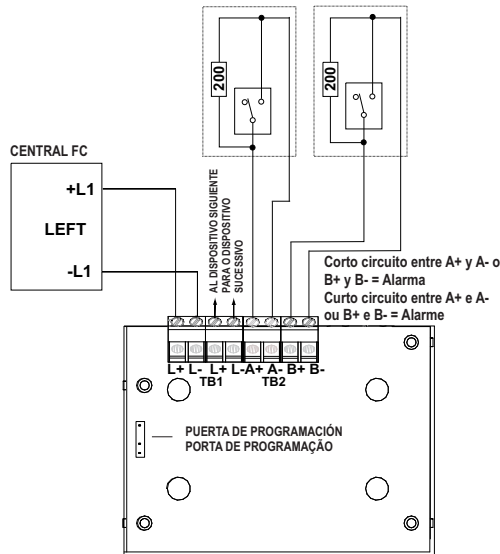 200
200
CENTRAL FC
+L1
LEFT
-L1
AL DISPOSITIVO SIGUIENTE
PARA O DISPOSITIVO
SUCESSIVO
Corto circuito entre A+ y A- o
B+ y B- = Alarma
Curto circuito entre A+ e A-
ou B+ e B- = Alarme
L+ L- L+ L- A+ A- B+ B-
TB1 TB2
PUERTA DE PROGRAMACIÓN
PORTA DE PROGRAMAÇÃO